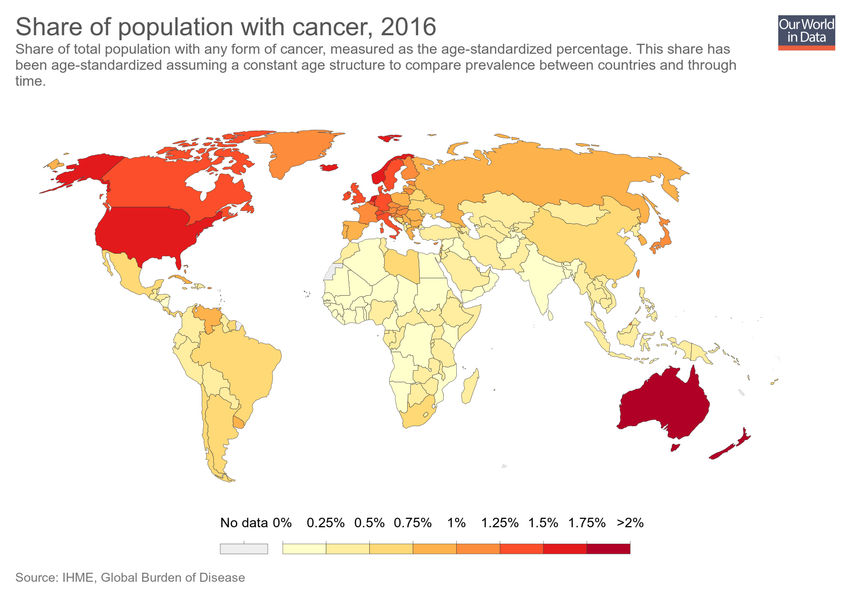 Share of population with cancer, 2016
Our World
in Data
Share of total population with any form of cancer, measured as the age-standardized percentage. This share has
been age-standardized assuming a constant age structure to compare prevalence between countries and through
time.
No data 0% 0.25% 0.5% 0.75% 1% 1.25% 1.5% 1.75% >2%
Source: IHME, Global Burden of Disease